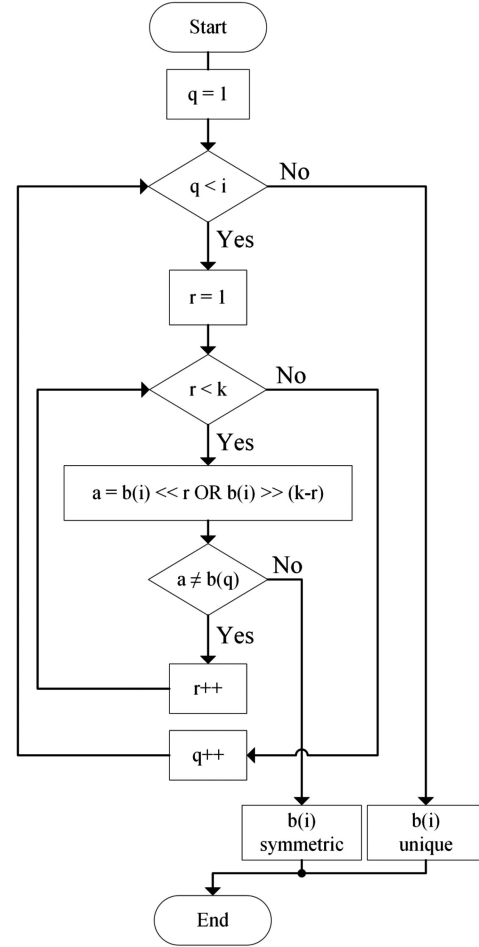 Start
q = 1
q < i
No
Yes
r = 1
r < k
No
Yes
a = b(i) << r OR b(i) >> (k-r)
a ≠ b(q)
No
Yes
r++
q++
b(i)
symmetric
b(i)
unique
End